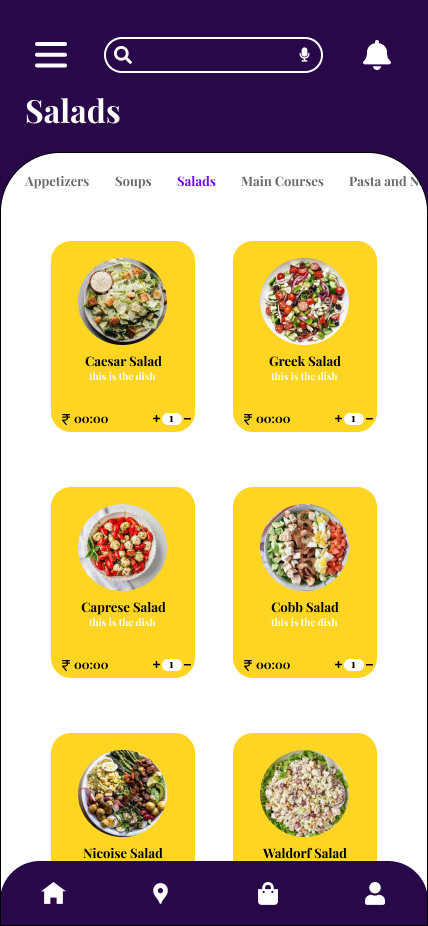 Salads
Appetizers Soups Salads Main Courses Pasta and N
Caesar Salad
this is the dish
₹ 00:00 + 1 −
Greek Salad
this is the dish
₹ 00:00 + 1 −
Caprese Salad
this is the dish
₹ 00:00 + 1 −
Cobb Salad
this is the dish
₹ 00:00 + 1 −
Nicoise Salad
Waldorf Salad